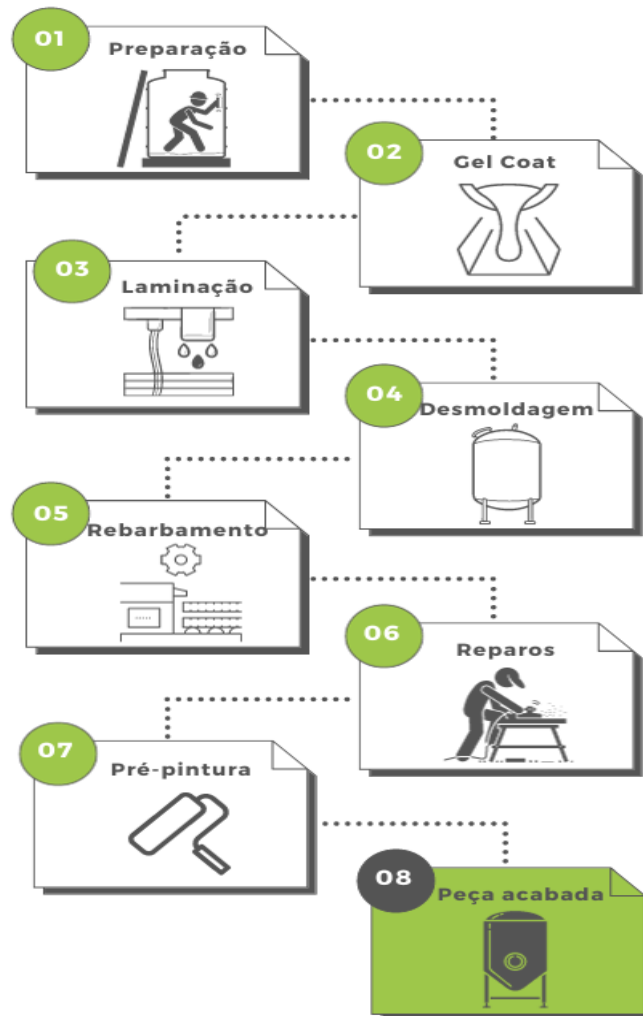 01
Preparação
02
Gel Coat
03
Laminação
04
Desmoldagem
05
Rebarbamento
06
Reparos
07
Pré-pintura
08
Peça acabada